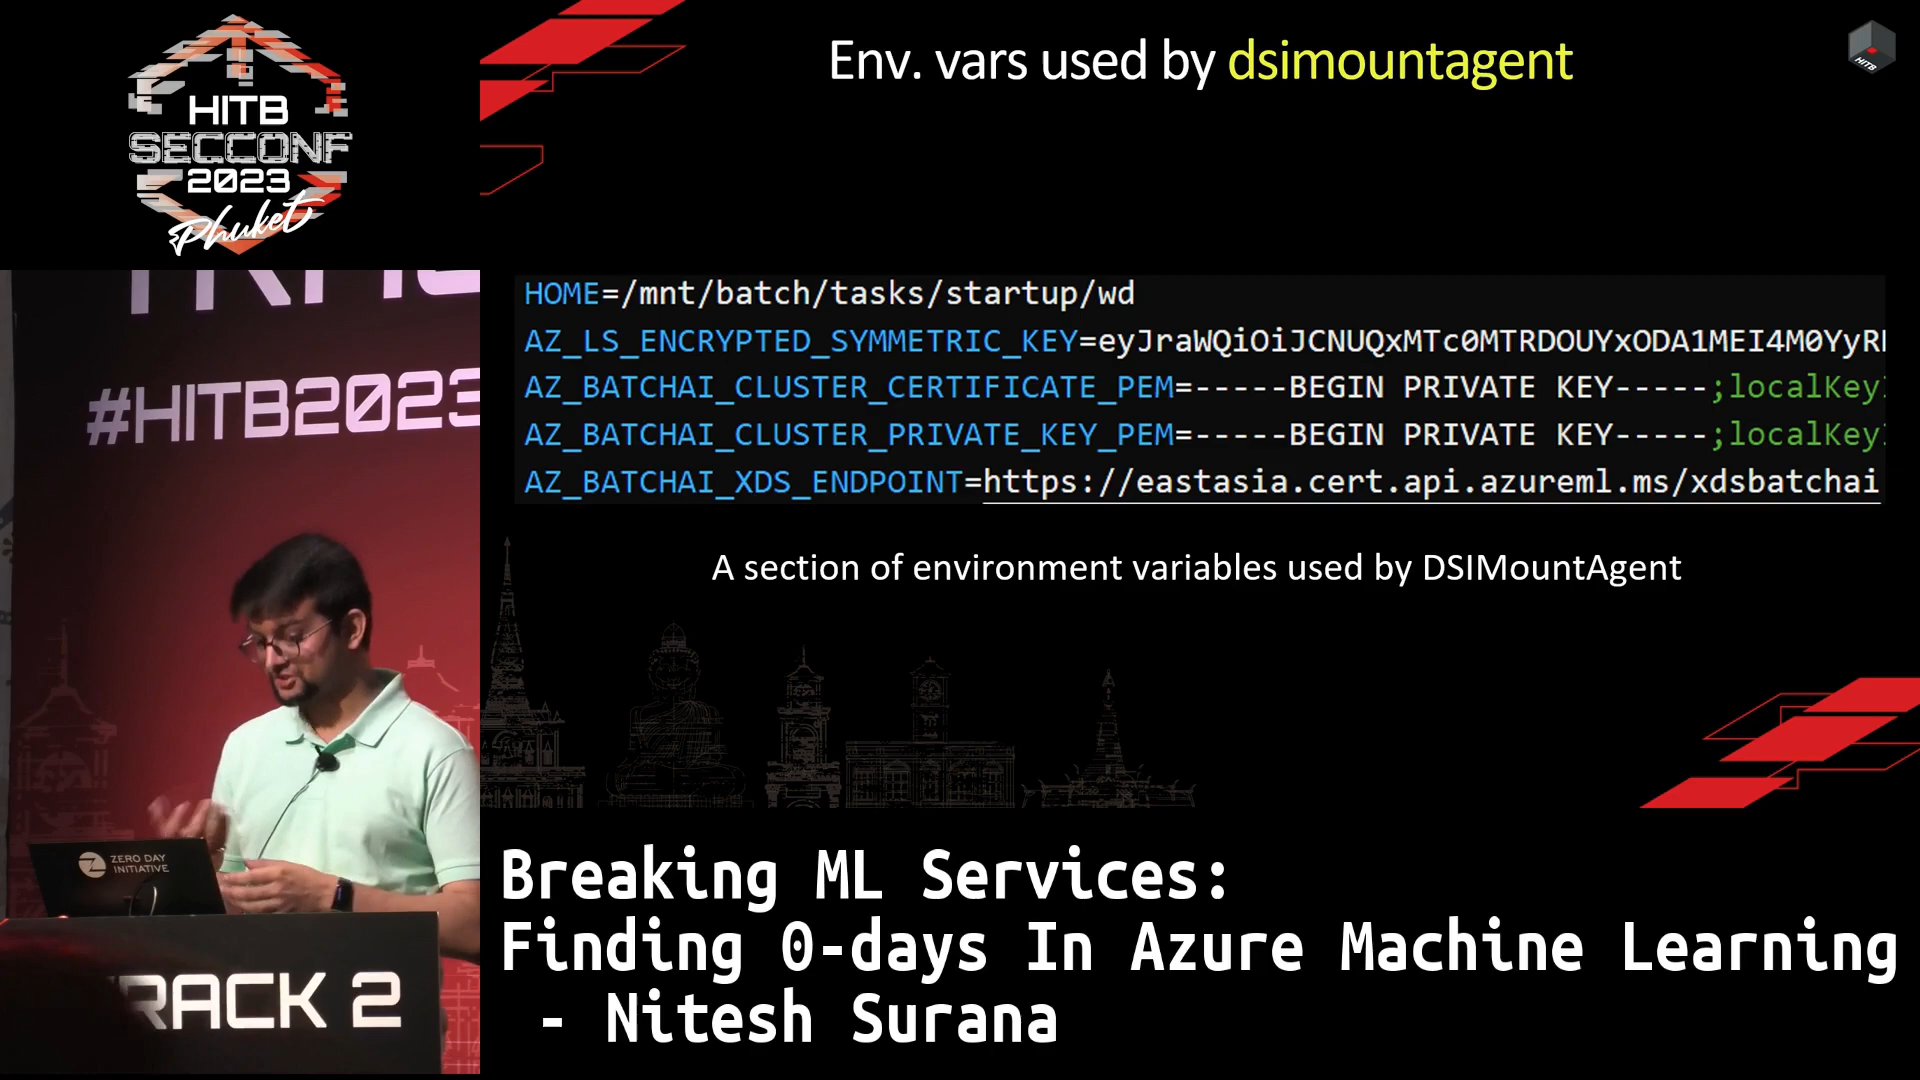 HITB
SECCONF
2023
Phuket
Env. vars used by dsimountagent
HITB
#HITB2023
HOME=/mnt/batch/tasks/startup/wd
AZ_LS_ENCRYPTED_SYMMETRIC_KEY=eyJraWQiOiJCNUQxMTc0MTRDOUYxODA1MEI4M0YyR
AZ_BATCHAI_CLUSTER_CERTIFICATE_PEM=-----BEGIN PRIVATE KEY-----;localKey
AZ_BATCHAI_CLUSTER_PRIVATE_KEY_PEM=-----BEGIN PRIVATE KEY-----;localKey
AZ_BATCHAI_XDS_ENDPOINT=https://eastasia.cert.api.azureml.ms/xdsbatchai
A section of environment variables used by DSIMountAgent
ZERO DAY
INITIATIVE
RACK 2
Breaking ML Services:
Finding 0-days In Azure Machine Learning
- Nitesh Surana